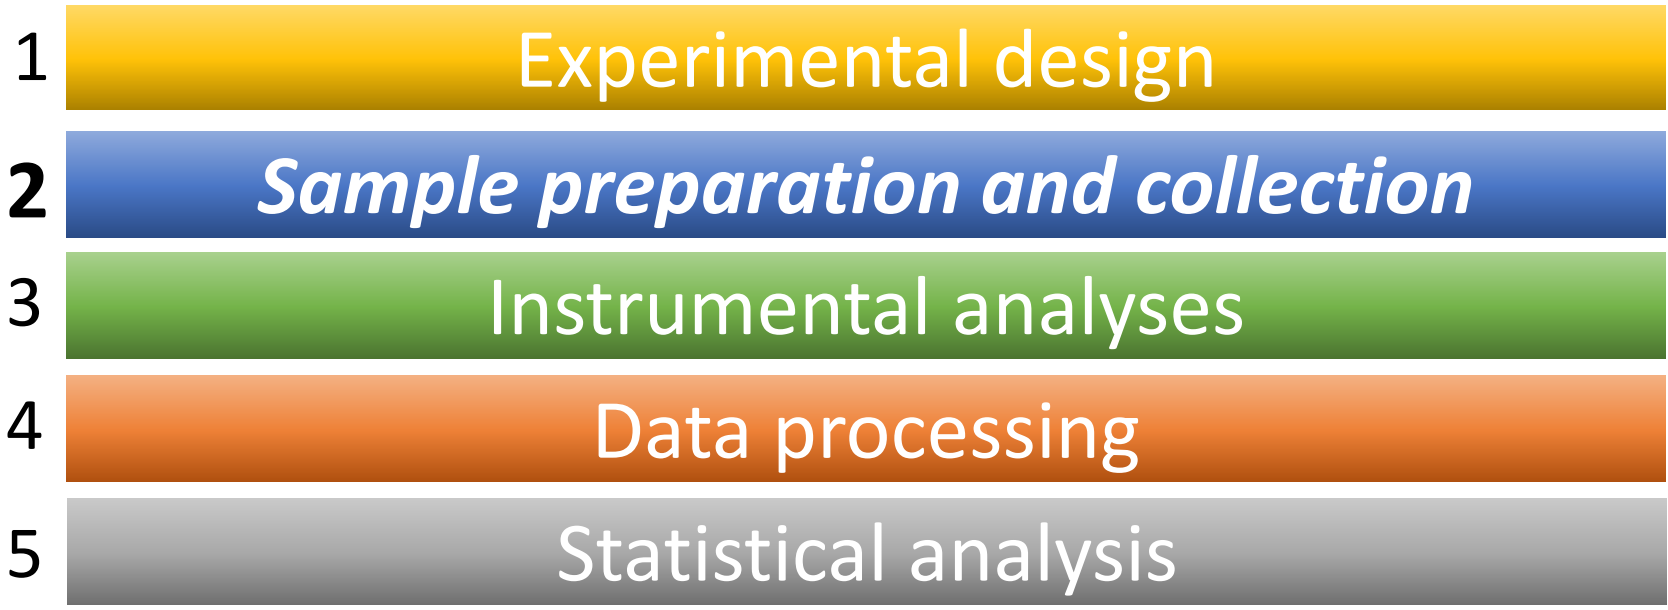 1 Experimental design
2 Sample preparation and collection
3 Instrumental analyses
4 Data processing
5 Statistical analysis